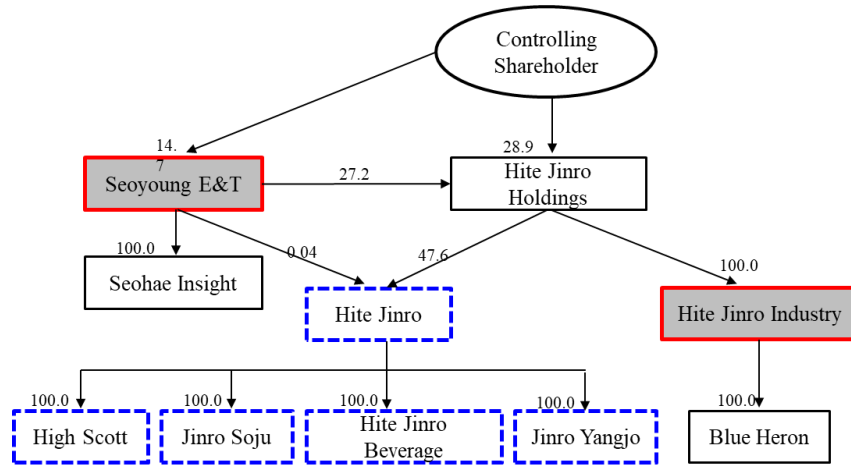 Controlling
Shareholder
14.
7
28.9
Seoyoung E&T
27.2
Hite Jinro
Holdings
100.0
0.04
47.6
100.0
Seohae Insight
Hite Jinro
Hite Jinro Industry
100.0
100.0
100.0
100.0
100.0
High Scott
Jinro Soju
Hite Jinro
Beverage
Jinro Yangjo
Blue Heron